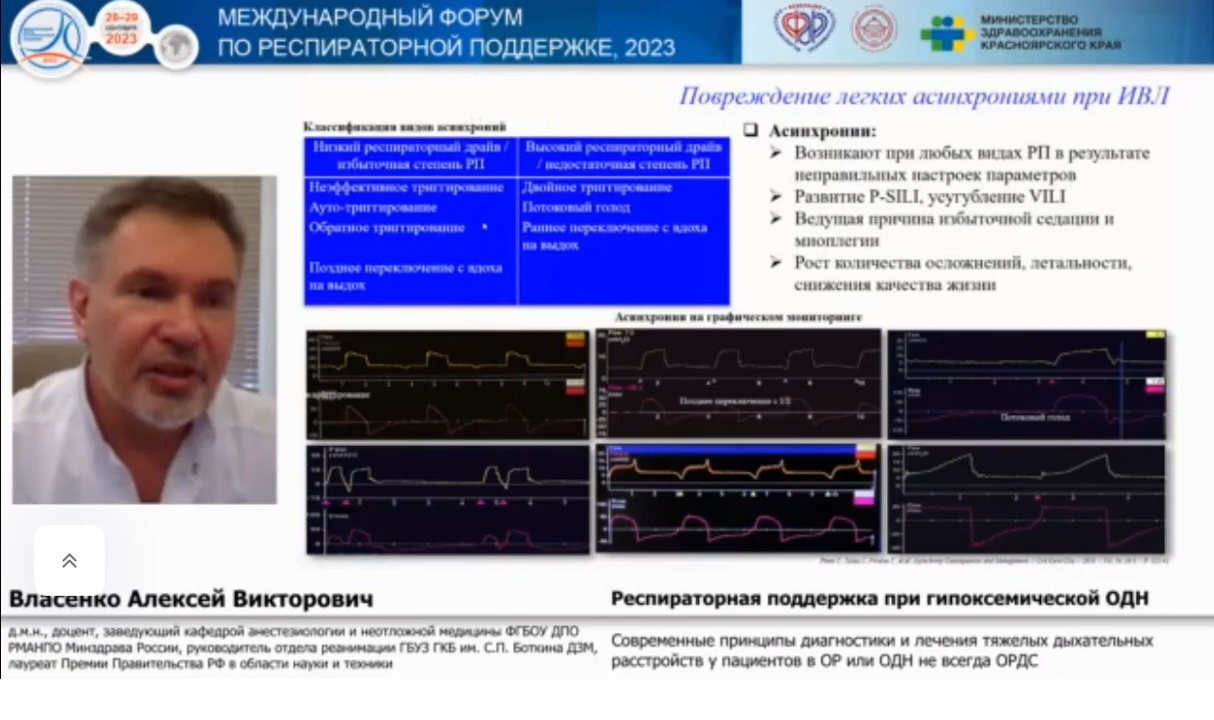 28–29
СЕНТЯБРЯ
2023
МЕЖДУНАРОДНЫЙ ФОРУМ
ПО РЕСПИРАТОРНОЙ ПОДДЕРЖКЕ, 2023
МИНИСТЕРСТВО
ЗДРАВООХРАНЕНИЯ
КРАСНОЯРСКОГО КРАЯ
Повреждение легких асинхрониями при ИВЛ
Классификация видов асинхроний
Низкий респираторный драйв /
избыточная степень РП
Высокий респираторный драйв
/ недостаточная степень РП
Неэффективное триггирование
Ауто-триггирование
Обратное триггирование
Позднее переключение с вдоха
на выдох
Двойное триггирование
Потоковый голод
Раннее переключение с вдоха
на выдох
Асинхронии:
Возникают при любых видах РП в результате
неправильных настроек параметров
Развитие P-SILI, усугубление VILI
Ведущая причина избыточной седации и
миоплегии
Рост количества осложнений, летальности,
снижения качества жизни
Асинхронии на графическом мониторинге
Позднее переключение с
Потоковый голод
Власенко Алексей Викторович
д.м.н., доцент, заведующий кафедрой анестезиологии и неотложной медицины ФГБОУ ДПО
РМАНПО Минздрава России, руководитель отдела реанимации ГБУЗ ГКБ им. С.П. Боткина ДЗМ,
лауреат Премии Правительства РФ в области науки и техники
Респираторная поддержка при гипоксемической ОДН
Современные принципы диагностики и лечения тяжелых дыхательных
расстройств у пациентов в ОР или ОДН не всегда ОРДС